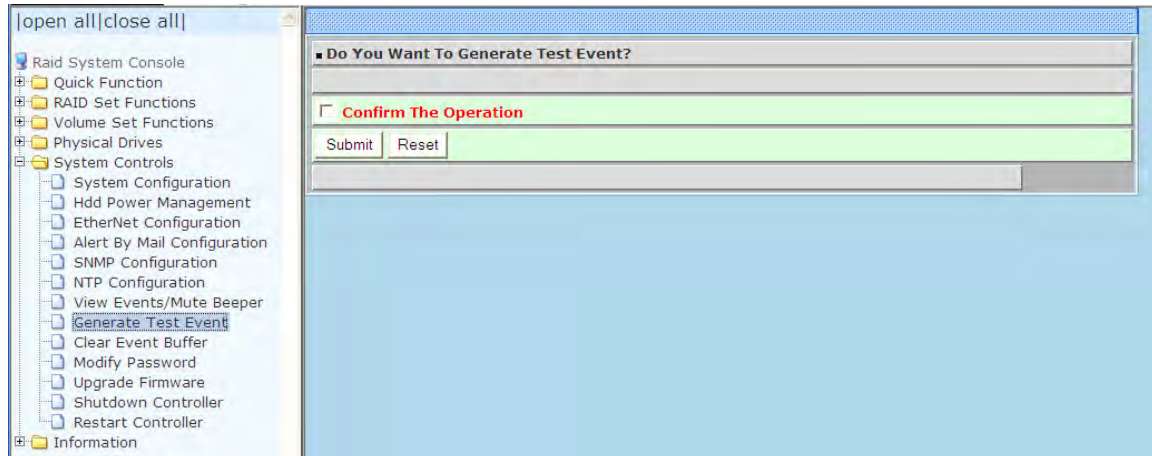 |open all|close all|
Raid System Console
Quick Function
RAID Set Functions
Volume Set Functions
Physical Drives
System Controls
System Configuration
Hdd Power Management
EtherNet Configuration
Alert By Mail Configuration
SNMP Configuration
NTP Configuration
View Events/Mute Beeper
Generate Test Event
Clear Event Buffer
Modify Password
Upgrade Firmware
Shutdown Controller
Restart Controller
Information
Do You Want To Generate Test Event?
Confirm The Operation
Submit Reset